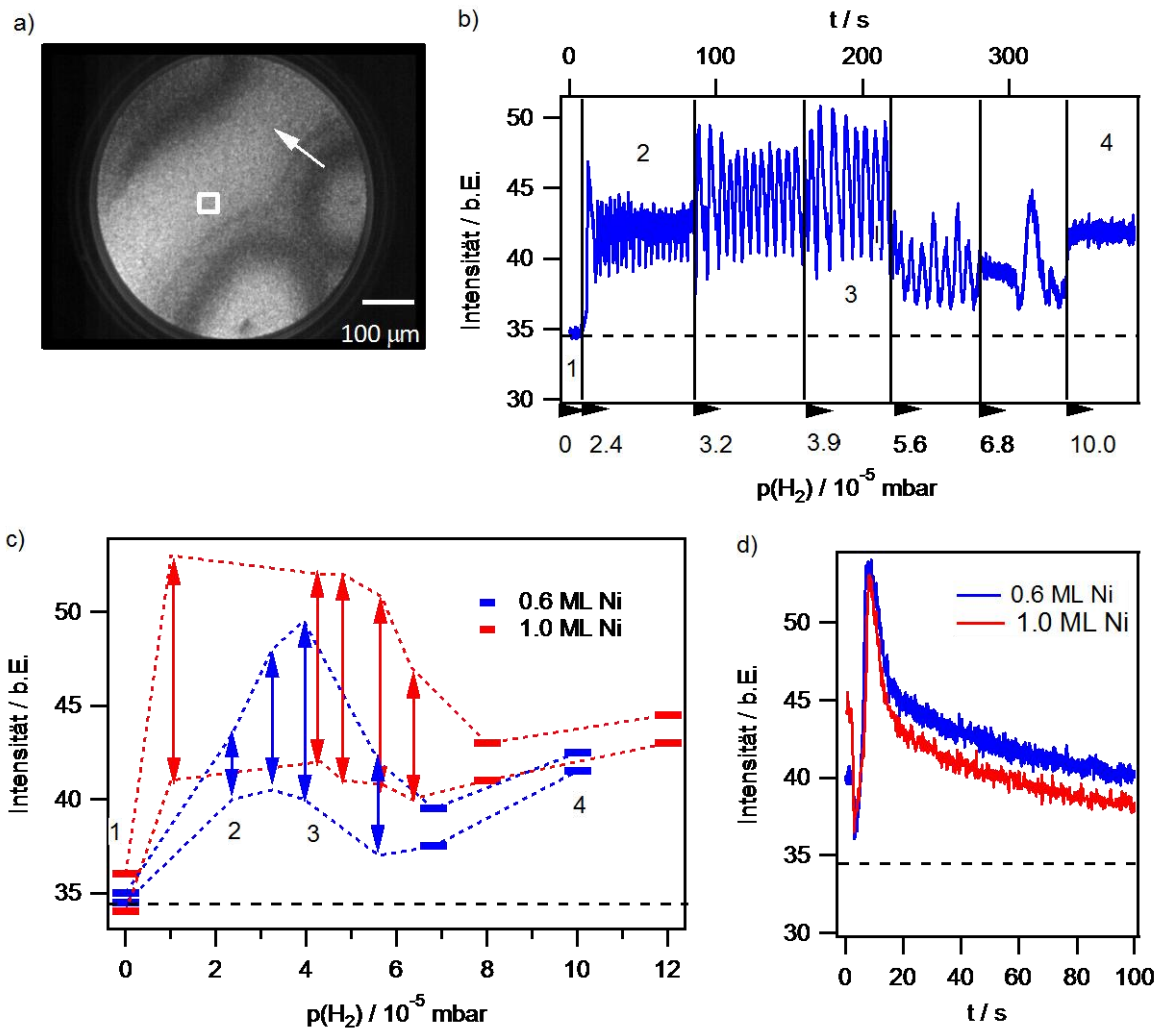 a)
100 µm
b)
t / s
0 100 200 300
Intensität / b.E.
50
45
40
35
30
1
2
3
4
0 2.4 3.2 3.9 5.6 6.8 10.0
p(H₂) / 10⁻⁵ mbar
c)
Intensität / b.E.
50
45
40
35
0.6 ML Ni
1.0 ML Ni
1
2
3
4
0 2 4 6 8 10 12
p(H₂) / 10⁻⁵ mbar
d)
Intensität / b.E.
50
45
40
35
30
0.6 ML Ni
1.0 ML Ni
0 20 40 60 80 100
t / s